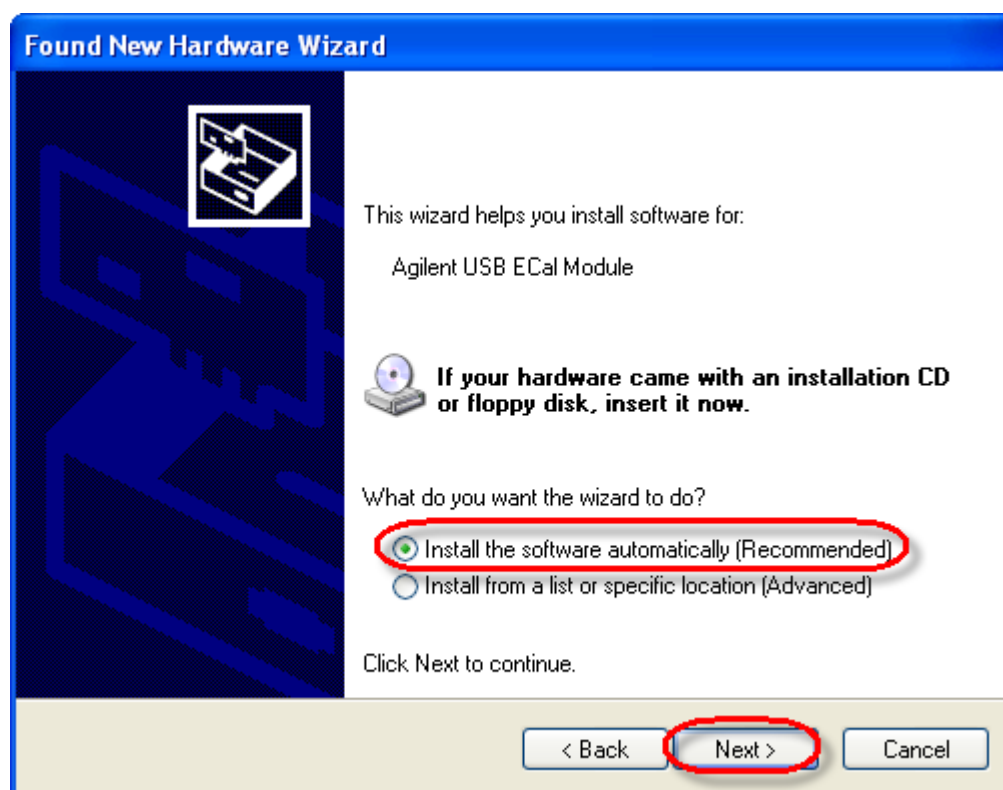 Found New Hardware Wizard
This wizard helps you install software for:
Agilent USB ECal Module
If your hardware came with an installation CD
or floppy disk, insert it now.
What do you want the wizard to do?
Install the software automatically (Recommended)
Install from a list or specific location (Advanced)
Click Next to continue.
< Back Next > Cancel